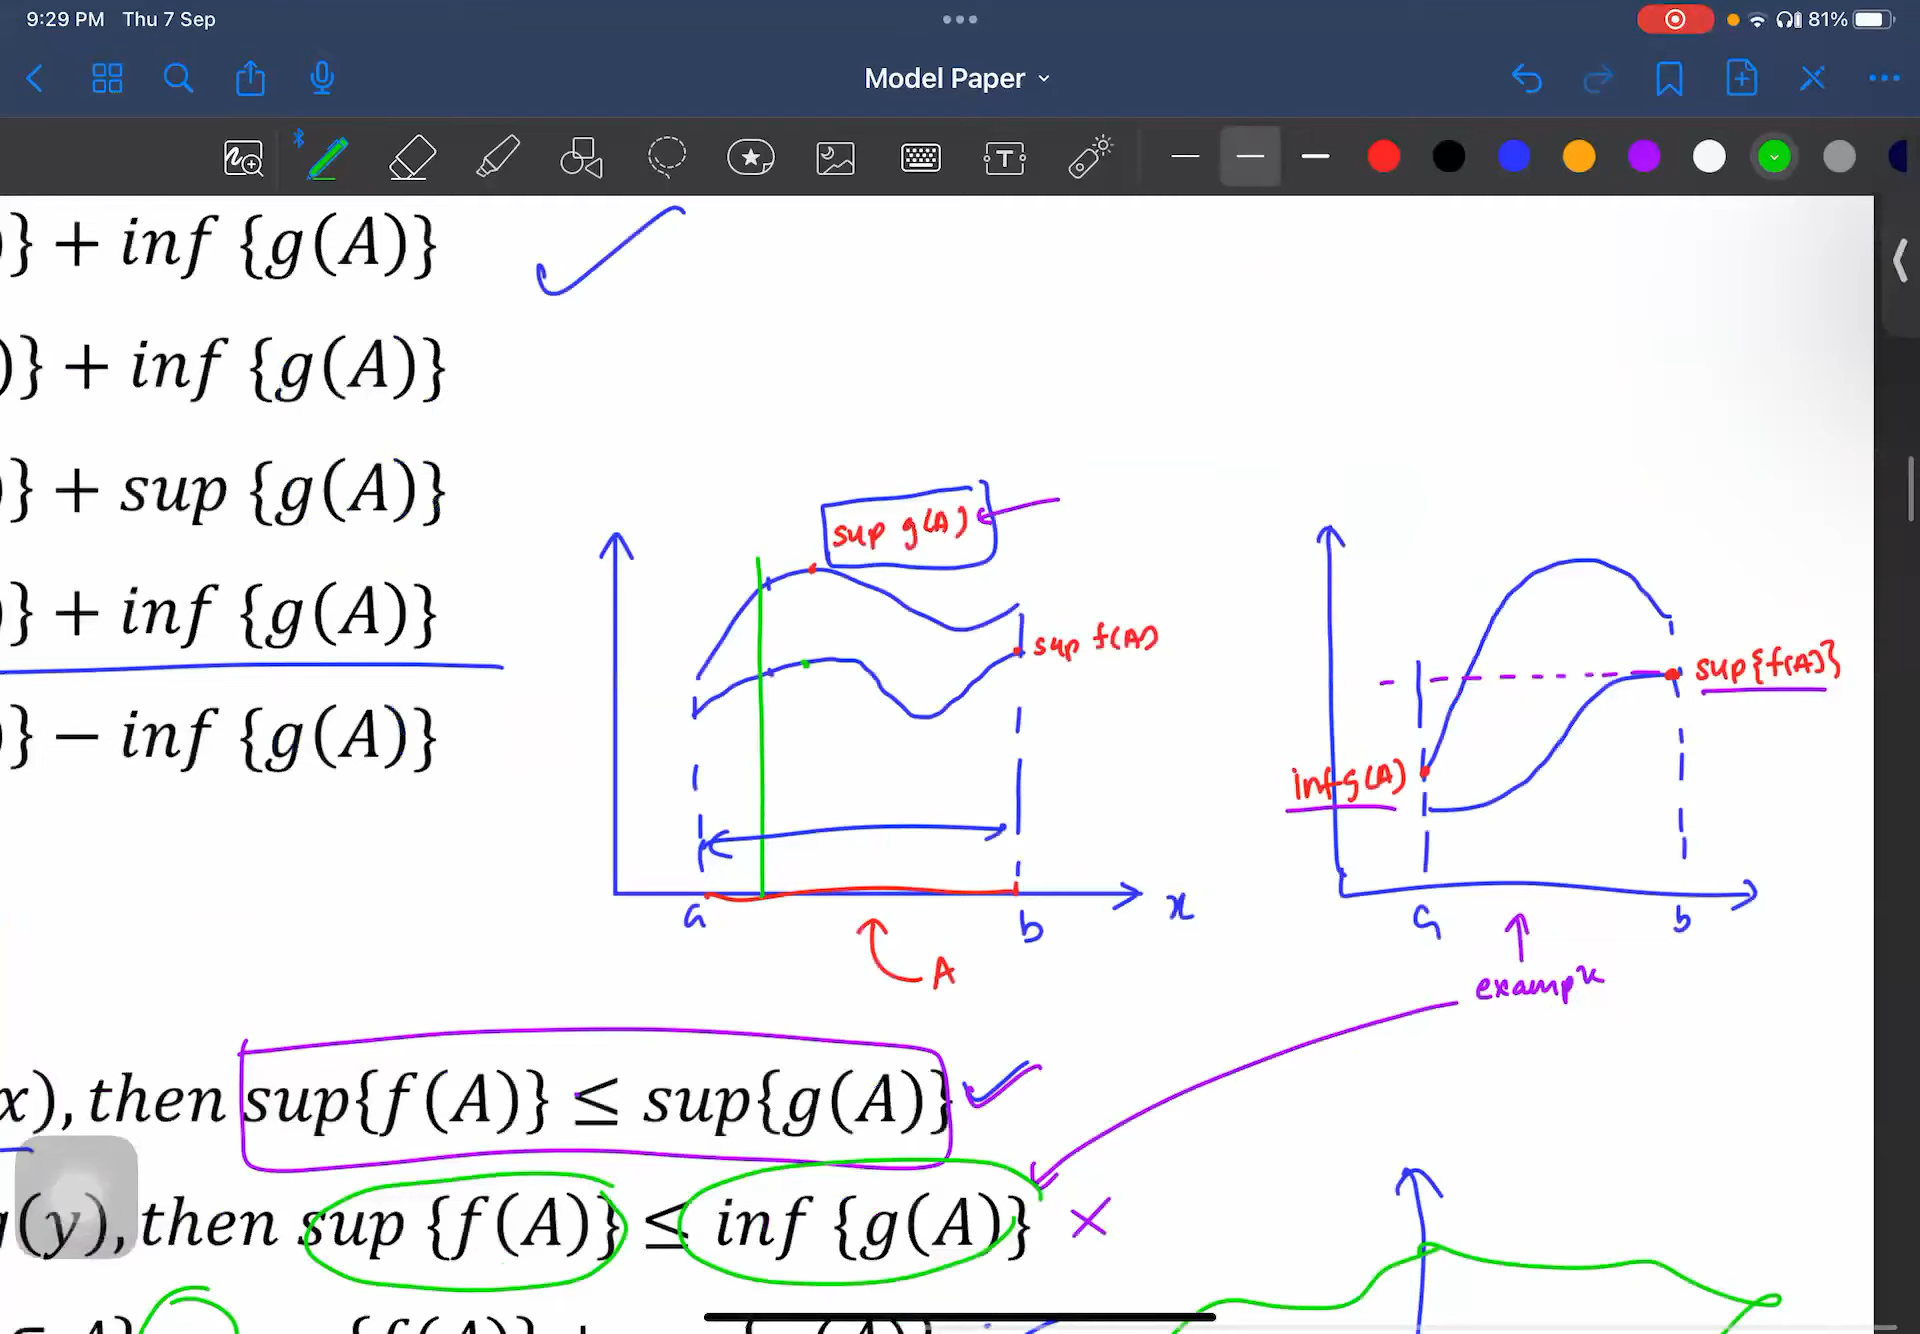 9:29 PM Thu 7 Sep
81%
Model Paper
T
)} + inf {g(A)}
)} + inf {g(A)}
)} + sup {g(A)}
)} + inf {g(A)}
)} − inf {g(A)}
sup g(A)
sup f(A)
sup{f(A)}
inf g(A)
a
b
x
A
a
b
example
x), then sup{f(A)} ≤ sup{g(A)}
g(y), then sup {f(A)} ≤ inf {g(A)}